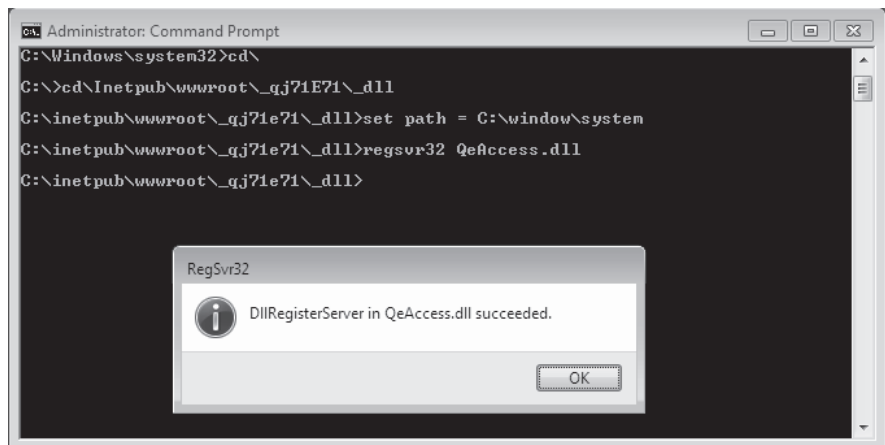 Administrator: Command Prompt
C:\Windows\system32>cd\
C:\>cd\Inetpub\wwwroot\_qj71E71\_dll
C:\inetpub\wwwroot\_qj71e71\_dll>set path = C:\window\system
C:\inetpub\wwwroot\_qj71e71\_dll>regsvr32 QeAccess.dll
C:\inetpub\wwwroot\_qj71e71\_dll>
RegSvr32
DllRegisterServer in QeAccess.dll succeeded.
OK